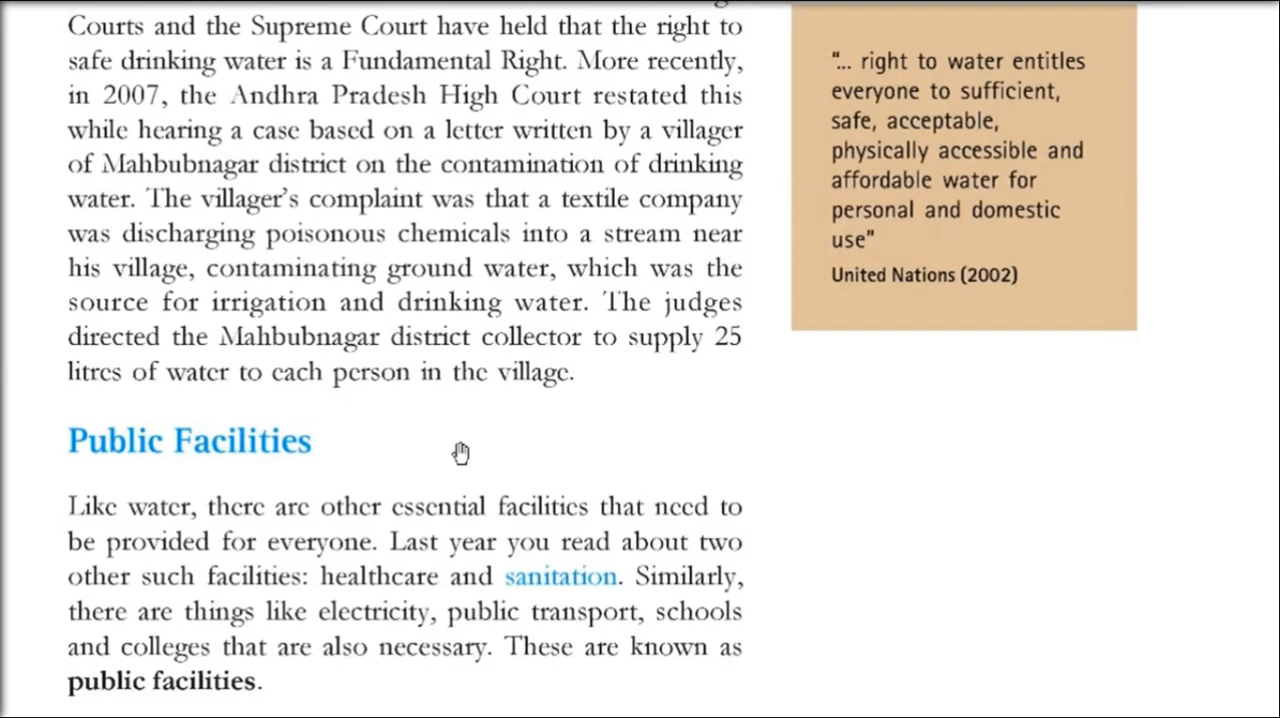 Courts and the Supreme Court have held that the right to
safe drinking water is a Fundamental Right. More recently,
in 2007, the Andhra Pradesh High Court restated this
while hearing a case based on a letter written by a villager
of Mahbubnagar district on the contamination of drinking
water. The villager's complaint was that a textile company
was discharging poisonous chemicals into a stream near
his village, contaminating ground water, which was the
source for irrigation and drinking water. The judges
directed the Mahbubnagar district collector to supply 25
litres of water to each person in the village.
Public Facilities
Like water, there are other essential facilities that need to
be provided for everyone. Last year you read about two
other such facilities: healthcare and sanitation. Similarly,
there are things like electricity, public transport, schools
and colleges that are also necessary. These are known as
public facilities.
"... right to water entitles
everyone to sufficient,
safe, acceptable,
physically accessible and
affordable water for
personal and domestic
use"
United Nations (2002)